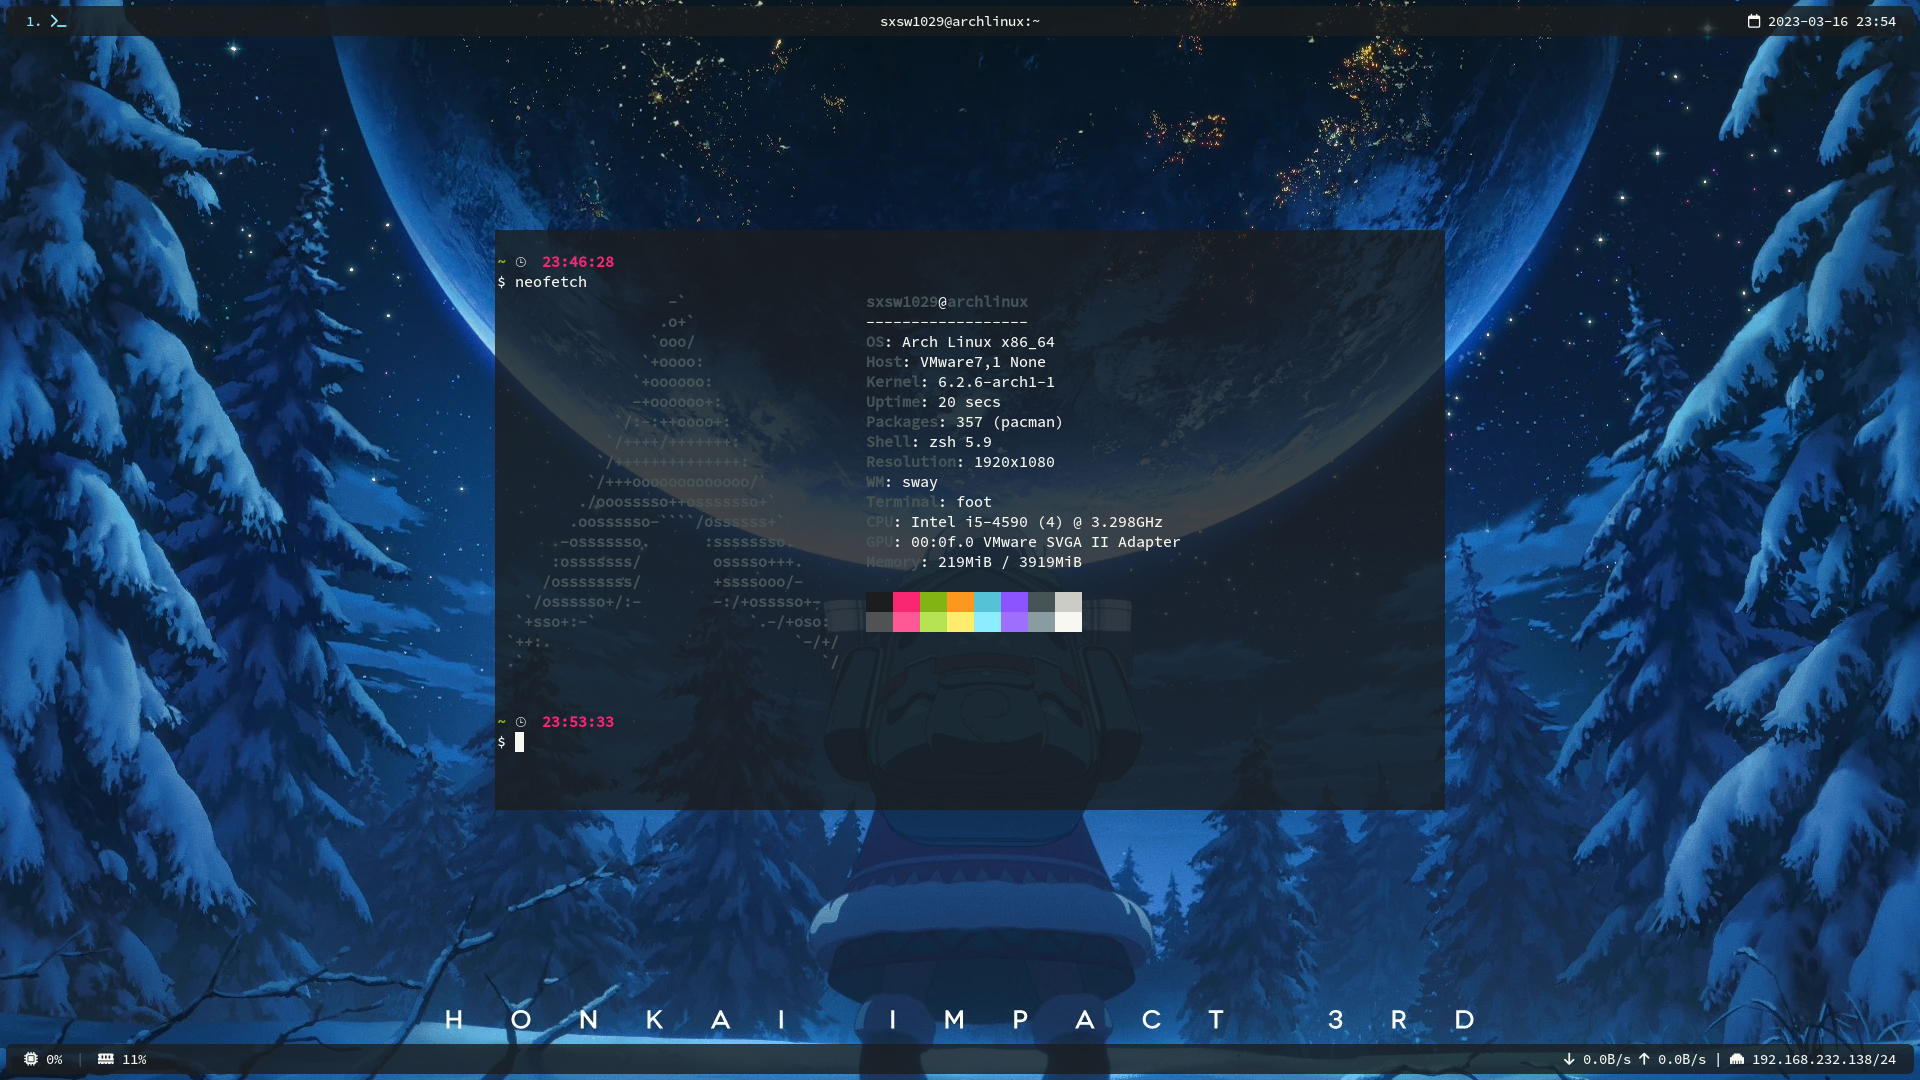 1. >_
sxsw1029@archlinux:~
2023-03-16 23:54
~ 23:46:28
$ neofetch
                   -`                    sxsw1029@archlinux
                  .o+`                   ------------------
                 `ooo/                   OS: Arch Linux x86_64
                `+oooo:                  Host: VMware7,1 None
               `+oooooo:                 Kernel: 6.2.6-arch1-1
               -+oooooo+:                Uptime: 20 secs
             `/:-:++oooo+:               Packages: 357 (pacman)
            `/++++/+++++++:              Shell: zsh 5.9
           `/++++++++++++++:             Resolution: 1920x1080
          `/+++ooooooooooooo/`           WM: sway
         ./ooosssso++osssssso+`          Terminal: foot
        .oossssso-````/ossssss+`         CPU: Intel i5-4590 (4) @ 3.298GHz
       -osssssso.      :ssssssso.        GPU: 00:0f.0 VMware SVGA II Adapter
      :osssssss/        osssso+++.       Memory: 219MiB / 3919MiB
     /ossssssss/        +ssssooo/-
   `/ossssso+/:-        -:/+osssso+-
  `+sso+:-`                 `.-/+oso:
 `++:.                           `-/+/
 .`                                 `/
~ 23:53:33
$
HONKAI IMPACT 3RD
0% | 11%
↓ 0.0B/s ↑ 0.0B/s | 192.168.232.138/24